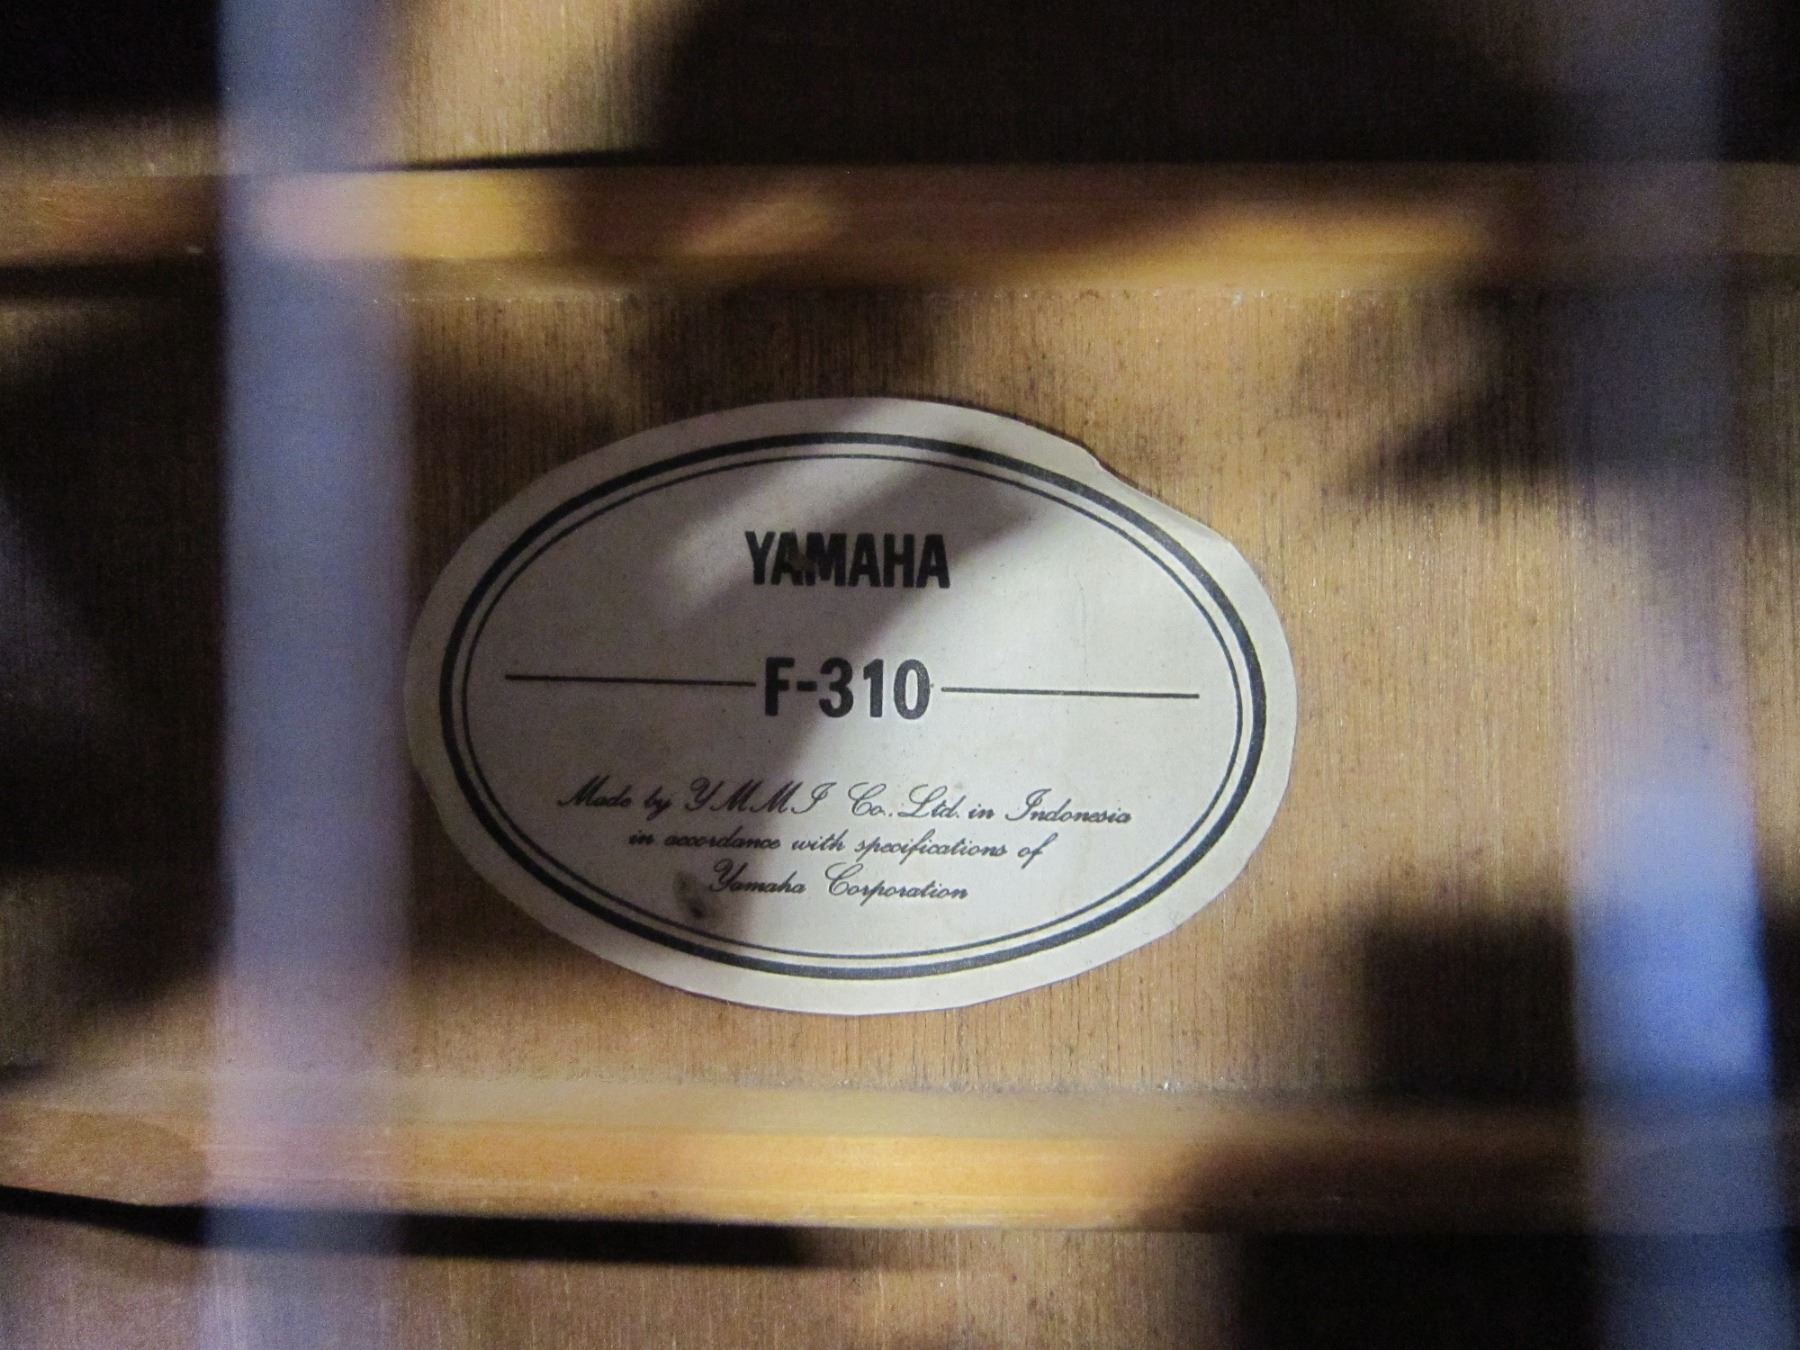 YAMAHA
F-310
Made by YMMI Co., Ltd. in Indonesia
in accordance with specifications of
Yamaha Corporation